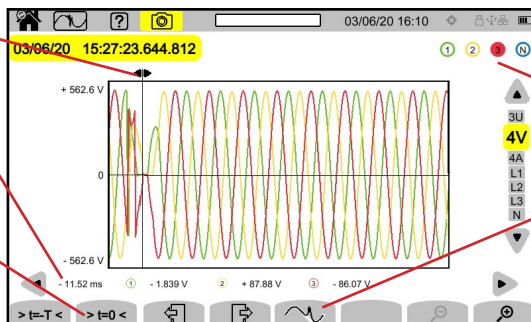 ? 03/06/20 16:10
03/06/20 15:27:23.644.812
1 2 3 N
+ 562.6 V
0
- 562.6 V
3U
4V
4A
L1
L2
L3
N
- 11.52 ms 1 - 1.839 V 2 + 87.88 V 3 - 86.07 V
> t=-T < > t=0 <